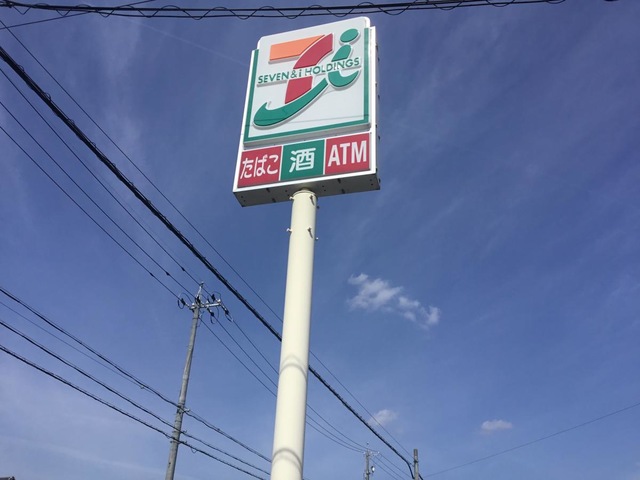 SEVEN & i HOLDINGS
たばこ 酒 ATM